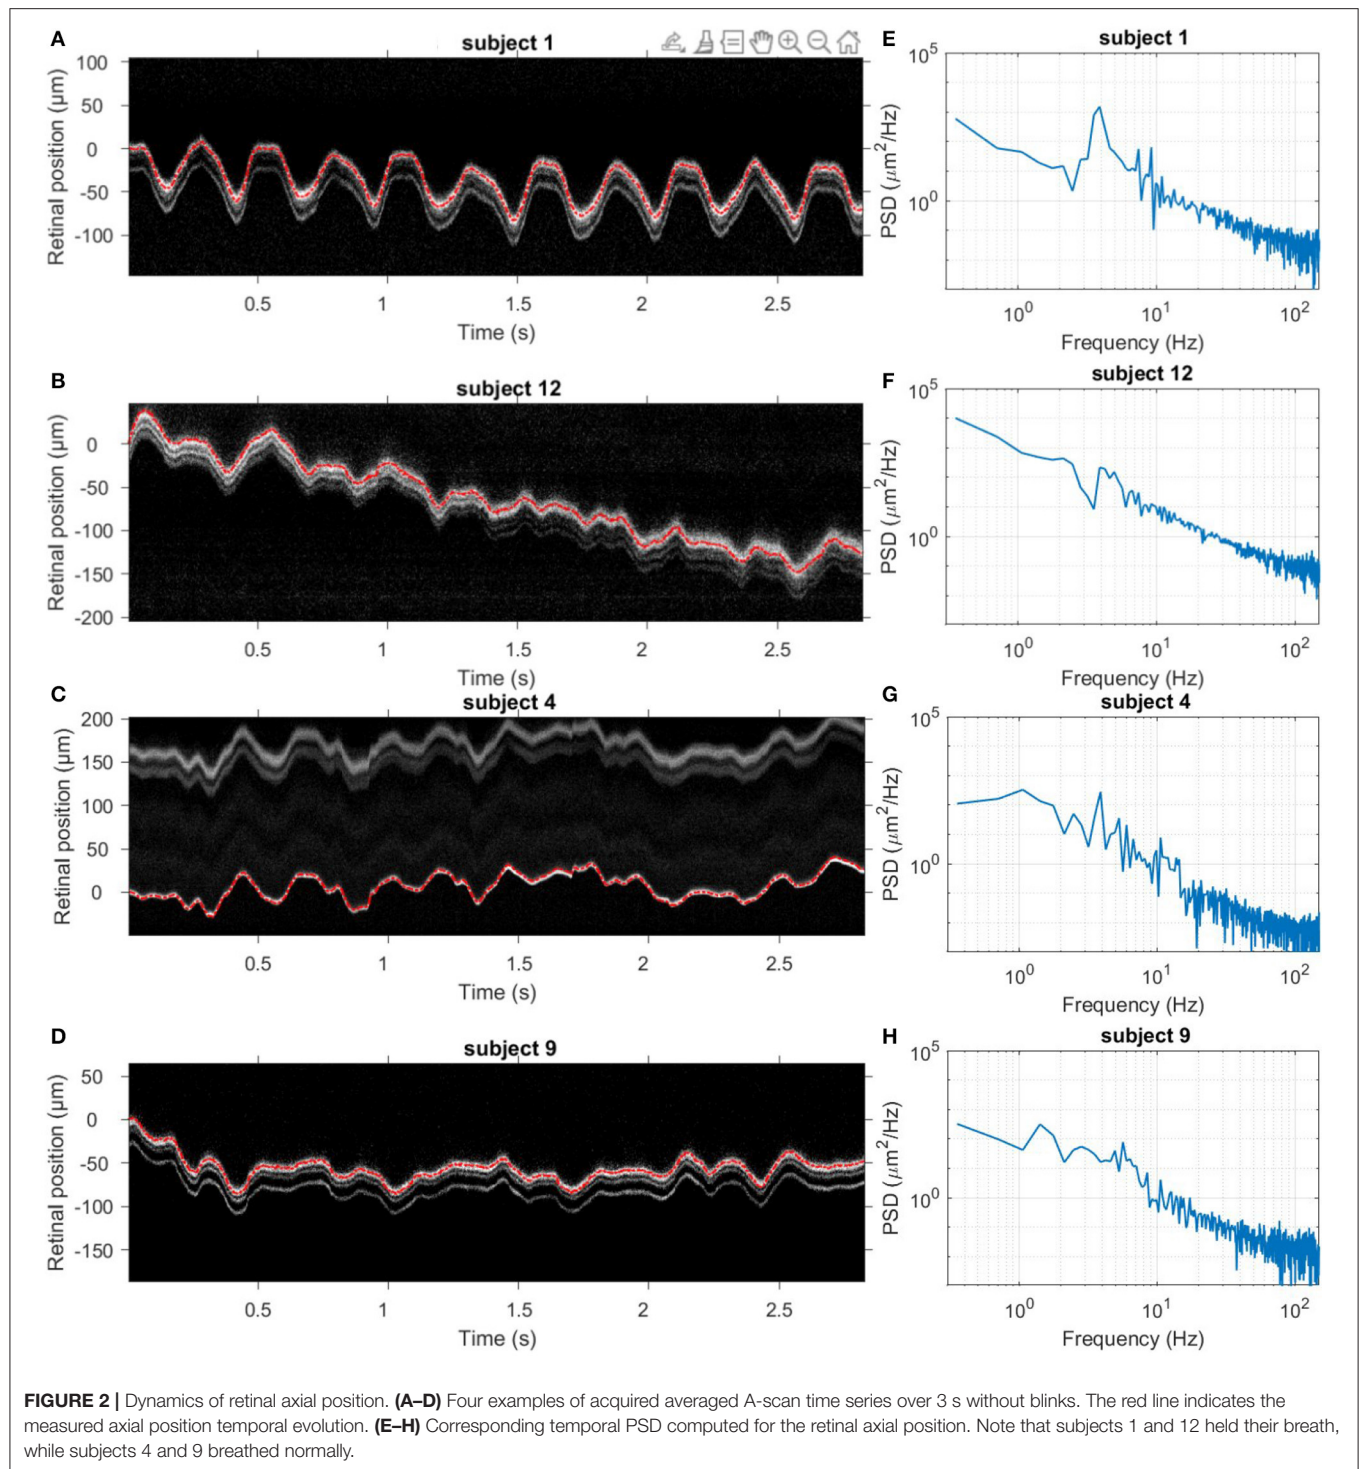 A
subject 1
100
50
0
-50
-100
Retinal position (µm)
0.5
1
1.5
2
2.5
Time (s)
E
subject 1
10^5
10^0
PSD (µm^2/Hz)
10^0
10^1
10^2
Frequency (Hz)
B
subject 12
0
-50
-100
-150
-200
Retinal position (µm)
0.5
1
1.5
2
2.5
Time (s)
F
subject 12
10^5
10^0
PSD (µm^2/Hz)
10^0
10^1
10^2
Frequency (Hz)
C
subject 4
200
150
100
50
0
Retinal position (µm)
0.5
1
1.5
2
2.5
Time (s)
G
subject 4
10^5
10^0
PSD (µm^2/Hz)
10^0
10^1
10^2
Frequency (Hz)
D
subject 9
50
0
-50
-100
-150
Retinal position (µm)
0.5
1
1.5
2
2.5
Time (s)
H
subject 9
10^5
10^0
PSD (µm^2/Hz)
10^0
10^1
10^2
Frequency (Hz)
FIGURE 2 | Dynamics of retinal axial position. (A–D) Four examples of acquired averaged A-scan time series over 3 s without blinks. The red line indicates the
measured axial position temporal evolution. (E–H) Corresponding temporal PSD computed for the retinal axial position. Note that subjects 1 and 12 held their breath,
while subjects 4 and 9 breathed normally.